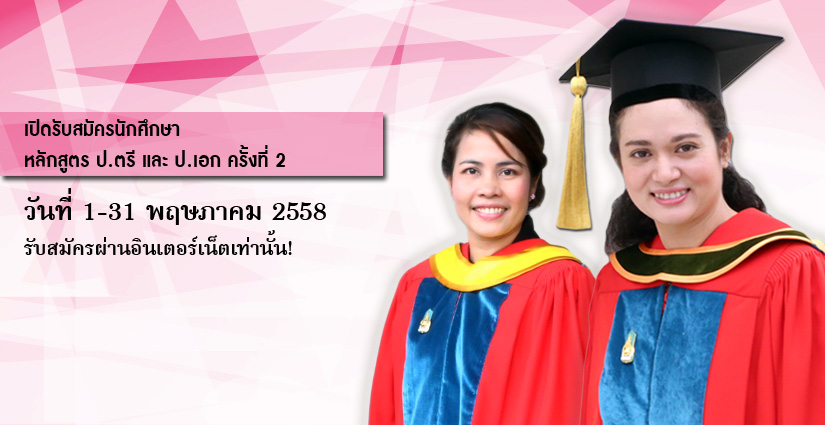 เปิดรับสมัครนักศึกษา
หลักสูตร ป.ตรี และ ป.เอก ครั้งที่ 2
วันที่ 1-31 พฤษภาคม 2558
รับสมัครผ่านอินเตอร์เน็ตเท่านั้น!